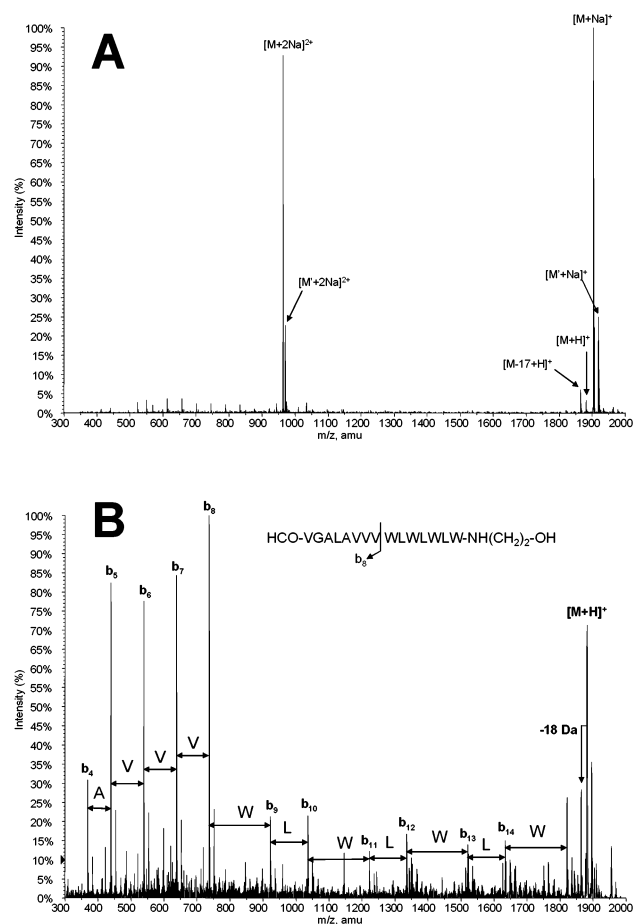 A
[M+Na]⁺
[M+2Na]²⁺
[M'+2Na]²⁺
[M'+Na]⁺
[M+H]⁺
[M-17+H]⁺
Intensity (%)
100%
95%
90%
85%
80%
75%
70%
65%
60%
55%
50%
45%
40%
35%
30%
25%
20%
15%
10%
5%
0%
300 400 500 600 700 800 900 1000 1100 1200 1300 1400 1500 1600 1700 1800 1900 2000
m/z, amu
B
b₈
HCO-VGALAVVV WLWLWLW-NH(CH₂)₂-OH
b₈
b₅
b₆
b₇
[M+H]⁺
-18 Da
b₄
A
V
V
V
W
b₉
L
b₁₀
W
b₁₁
L
b₁₂
W
b₁₃
L
b₁₄
W
Intensity (%)
100%
95%
90%
85%
80%
75%
70%
65%
60%
55%
50%
45%
40%
35%
30%
25%
20%
15%
10%
5%
0%
300 400 500 600 700 800 900 1000 1100 1200 1300 1400 1500 1600 1700 1800 1900 2000
m/z, amu